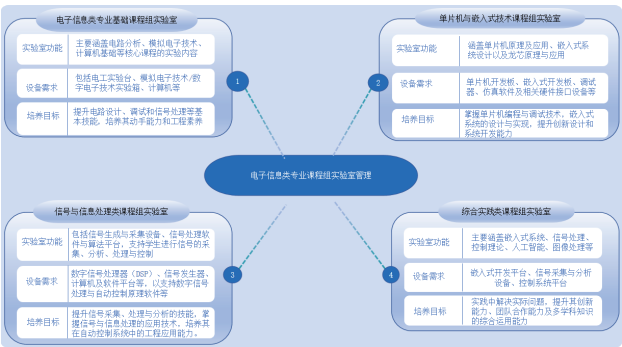 电子信息类专业基础课程组实验室
实验室功能
主要涵盖电路分析、模拟电子技术、
计算机基础等核心课程的实验内容
设备需求
包括电工实验台、模拟电子技术/数
字电子技术实验箱、计算机等
培养目标
提升电路设计、调试和信号处理等基
本技能，培养其动手能力和工程素养
1
单片机与嵌入式技术课程组实验室
实验室功能
涵盖单片机原理及应用、嵌入式系
统设计以及龙芯原理与应用
设备需求
单片机开发板、嵌入式开发板、调试
器、仿真软件及相关硬件接口设备等
培养目标
掌握单片机编程与调试技术，嵌入式
系统的设计与实现，提升创新设计和
系统开发能力
2
电子信息类专业课程组实验室管理
信号与信息处理类课程组实验室
实验室功能
包括信号生成与采集设备、信号处理软
件与算法平台，支持学生进行信号的采
集、分析、处理与控制
设备需求
数字信号处理器（DSP）、信号发生器、
计算机及软件平台等，以支持数字信号
处理与自动控制原理软件等
培养目标
提升信号采集、处理与分析的技能，掌
握信号与信息处理的应用技术，培养其
在自动控制系统中的工程应用能力。
3
综合实践类课程组实验室
实验室功能
主要涵盖嵌入式系统、信号处理、
控制理论、人工智能、图像处理等
设备需求
嵌入式开发平台、信号采集与分析
设备、控制系统平台
培养目标
实践中解决实际问题，提升其创新
能力、团队合作能力及多学科知识
的综合运用能力
4